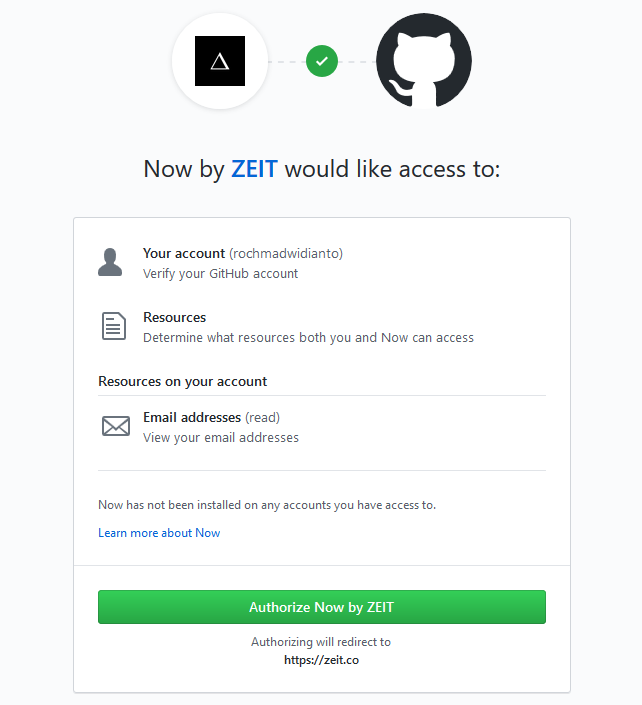 Now by ZEIT would like access to:
Your account (rochmadwidianto)
Verify your GitHub account
Resources
Determine what resources both you and Now can access
Resources on your account
Email addresses (read)
View your email addresses
Now has not been installed on any accounts you have access to.
Learn more about Now
Authorize Now by ZEIT
Authorizing will redirect to
https://zeit.co